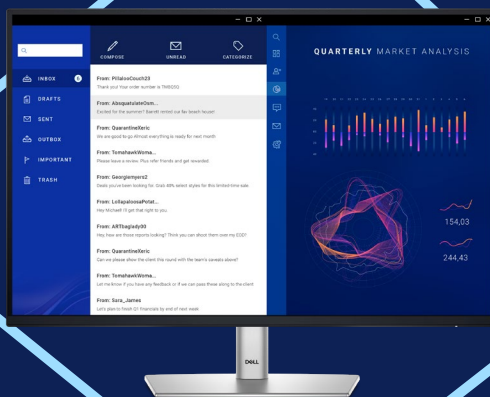 COMPOSE
UNREAD
CATEGORIZE
INBOX
DRAFTS
SENT
OUTBOX
IMPORTANT
TRASH
From: PillalooCouch23
Thank you! Your order number is
From: AbsquatulateOsm...
Excited for the summer? Barrett rented our fav beach house!
From: QuarantineXeric
We are good to go Almost everything is ready for next month
From: TomahawkWoma...
Please leave a review. Plus refer friends and get rewarded.
From: Georgiemyers2
Deals you've been looking for. Grab 80% senior styles for this limited-time sale.
From: LollapaloosaPotat...
Hey Michael! I'll get that right to you.
From: ARTbaglady00
Hey, how are those reports looking? Think you can shoot them over my EOD?
From: QuarantineXeric
Can we please allow the client this round with the team's caveats above?
From: TomahawkWoma...
Let me know if you have any feedback or if we can pass these along to the client
From: Sara_James
Let's plan to finish Q1 financials by end of next week
QUARTERLY MARKET ANALYSIS
154,03
244,43
DELL